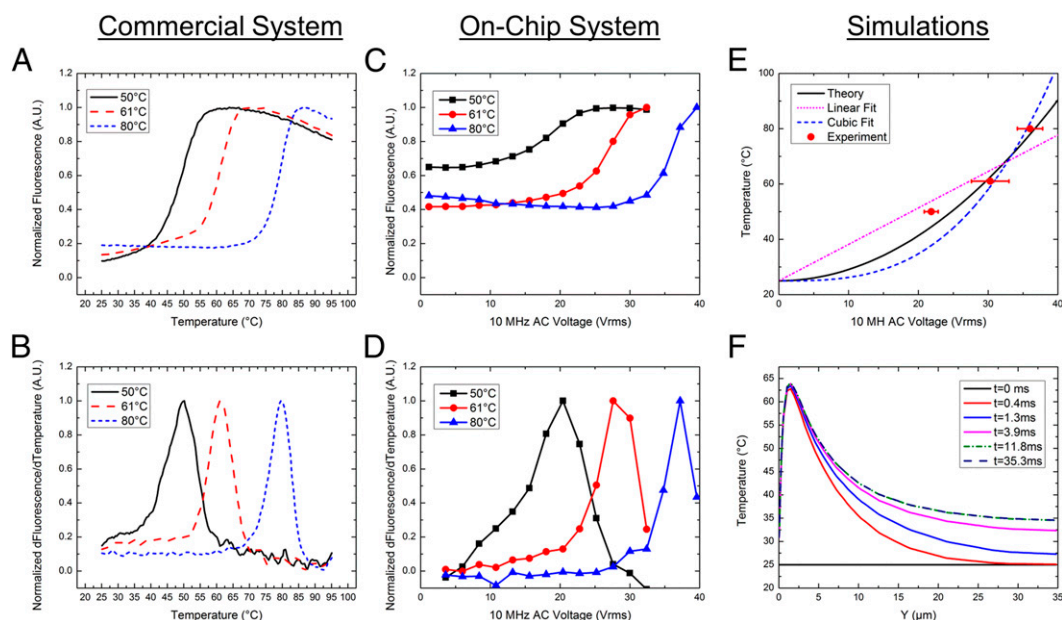 Commercial System
On-Chip System
Simulations
A
Normalized Fluorescence (A.U.)
1.2
1.0
0.8
0.6
0.4
0.2
0.0
50°C
61°C
80°C
20 25 30 35 40 45 50 55 60 65 70 75 80 85 90 95 100
Temperature (°C)
C
Normalized Fluorescence (A.U.)
1.2
1.0
0.8
0.6
0.4
0.2
0.0
50°C
61°C
80°C
0 10 20 30 40
10 MHz AC Voltage (Vrms)
E
Temperature (°C)
100
80
60
40
20
Theory
Linear Fit
Cubic Fit
Experiment
0 10 20 30 40
10 MH AC Voltage (Vrms)
B
Normalized dFluorescence/dTemperature (A.U.)
1.2
1.0
0.8
0.6
0.4
0.2
0.0
50°C
61°C
80°C
20 25 30 35 40 45 50 55 60 65 70 75 80 85 90 95 100
Temperature (°C)
D
Normalized dFluorescence/dTemperature (A.U.)
1.2
1.0
0.8
0.6
0.4
0.2
0.0
50°C
61°C
80°C
0 10 20 30 40
10 MHz AC Voltage (Vrms)
F
Temperature (°C)
65
60
55
50
45
40
35
30
25
20
t=0 ms
t=0.4ms
t=1.3ms
t=3.9ms
t=11.8ms
t=35.3ms
0 5 10 15 20 25 30 35
Y (µm)